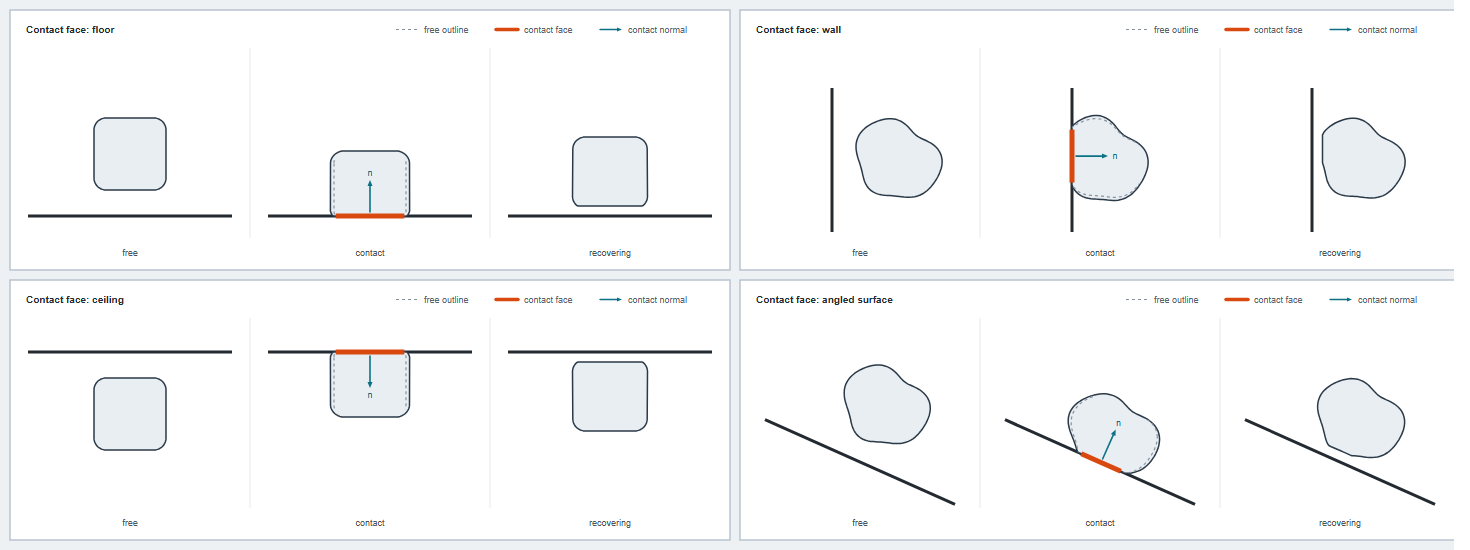 Contact face: floor
free outline contact face contact normal
n
free contact recovering
Contact face: wall
free outline contact face contact normal
n
free contact recovering
Contact face: ceiling
free outline contact face contact normal
n
free contact recovering
Contact face: angled surface
free outline contact face contact normal
n
free contact recovering